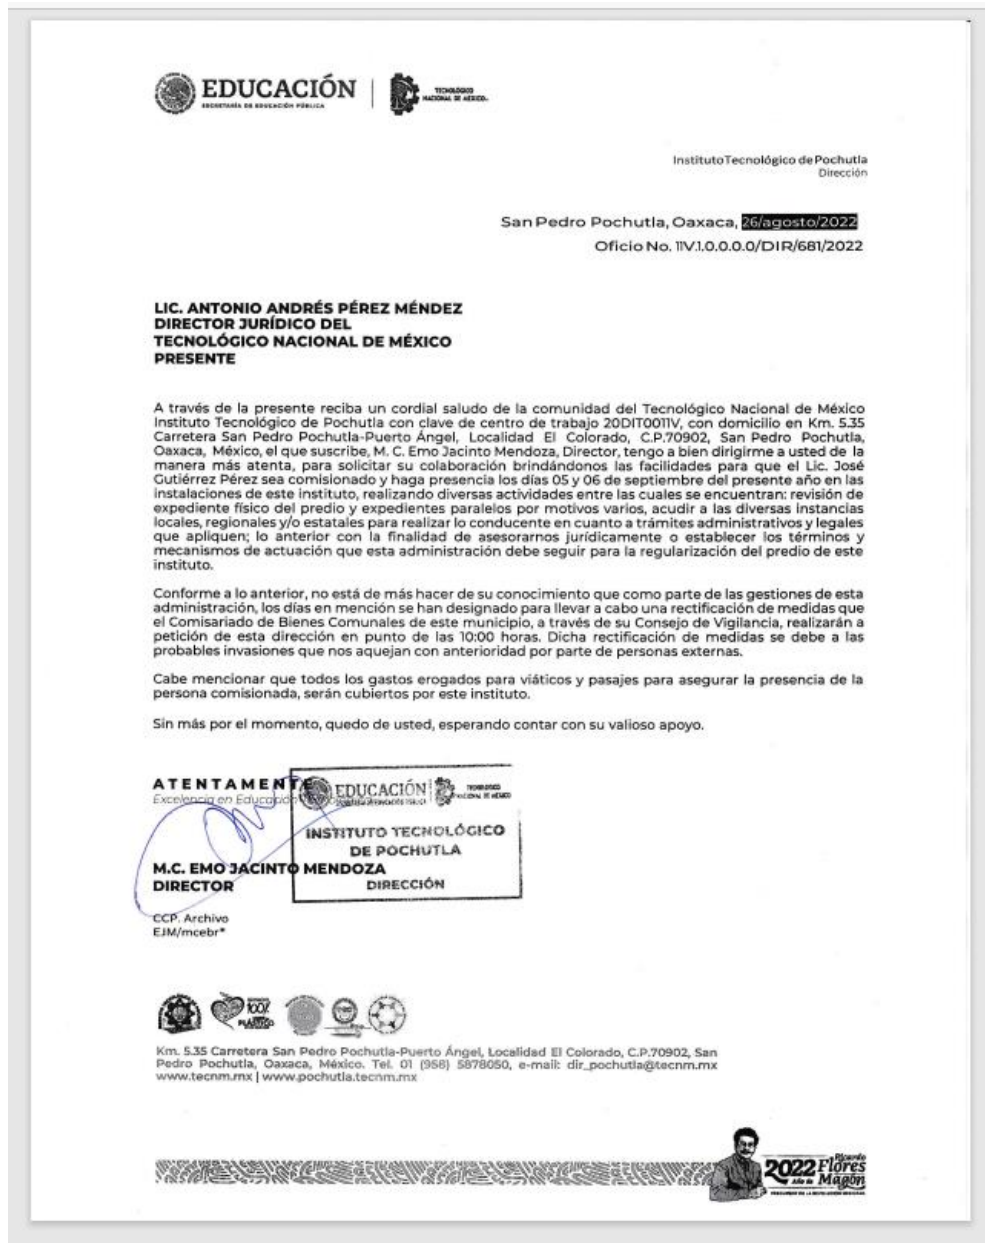 EDUCACIÓN
SECRETARÍA DE EDUCACIÓN PÚBLICA
TECNOLÓGICO
NACIONAL DE MÉXICO
Instituto Tecnológico de Pochutla
Dirección
San Pedro Pochutla, Oaxaca, 26/agosto/2022
Oficio No. 11V.1.0.0.0.0/DIR/681/2022
LIC. ANTONIO ANDRÉS PÉREZ MÉNDEZ
DIRECTOR JURÍDICO DEL
TECNOLÓGICO NACIONAL DE MÉXICO
PRESENTE
A través de la presente reciba un cordial saludo de la comunidad del Tecnológico Nacional de México
Instituto Tecnológico de Pochutla con clave de centro de trabajo 20DIT0011V, con domicilio en Km. 5.35
Carretera San Pedro Pochutla-Puerto Ángel, Localidad El Colorado, C.P.70902, San Pedro Pochutla,
Oaxaca, México, el que suscribe, M. C. Emo Jacinto Mendoza, Director, tengo a bien dirigirme a usted de la
manera más atenta, para solicitar su colaboración brindándonos las facilidades para que el Lic. José
Gutiérrez Pérez sea comisionado y haga presencia los días 05 y 06 de septiembre del presente año en las
instalaciones de este instituto, realizando diversas actividades entre las cuales se encuentran: revisión de
expediente físico del predio y expedientes paralelos por motivos varios, acudir a las diversas instancias
locales, regionales y/o estatales para realizar lo conducente en cuanto a trámites administrativos y legales
que apliquen; lo anterior con la finalidad de asesorarnos jurídicamente o establecer los términos y
mecanismos de actuación que esta administración debe seguir para la regularización del predio de este
instituto.
Conforme a lo anterior, no está de más hacer de su conocimiento que como parte de las gestiones de esta
administración, los días en mención se han designado para llevar a cabo una rectificación de medidas que
el Comisariado de Bienes Comunales de este municipio, a través de su Consejo de Vigilancia, realizarán a
petición de esta dirección en punto de las 10:00 horas. Dicha rectificación de medidas se debe a las
probables invasiones que nos aquejan con anterioridad por parte de personas externas.
Cabe mencionar que todos los gastos erogados para viáticos y pasajes para asegurar la presencia de la
persona comisionada, serán cubiertos por este instituto.
Sin más por el momento, quedo de usted, esperando contar con su valioso apoyo.
ATENTAMENTE
Excelencia en Educación
EDUCACIÓN
TECNOLÓGICO
NACIONAL DE MÉXICO
INSTITUTO TECNOLÓGICO
DE POCHUTLA
DIRECCIÓN
M.C. EMO JACINTO MENDOZA
DIRECTOR
CCP. Archivo
EJM/mcebr*
100%
PLÁSTICO
Km. 5.35 Carretera San Pedro Pochutla-Puerto Ángel, Localidad El Colorado, C.P.70902, San
Pedro Pochutla, Oaxaca, México. Tel. 01 (958) 5878050, e-mail: dir_pochutla@tecnm.mx
www.tecnm.mx | www.pochutla.tecnm.mx
2022 Ricardo
Flores
Año de Magón